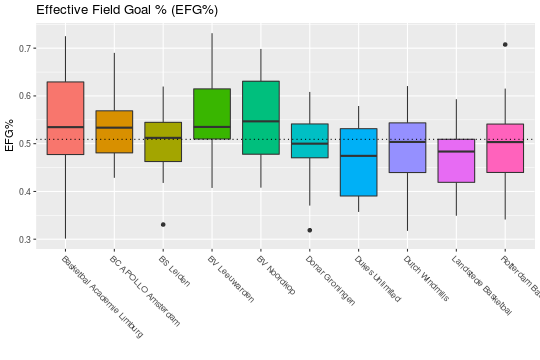 Effective Field Goal % (EFG%)
EFG%
0.7
0.6
0.5
0.4
0.3
Basketbal Academie Limburg
BC APOLLO Amsterdam
BS Leiden
BV Leeuwarden
BV Noordkop
Donar Groningen
Dukes Unlimited
Dutch Windmills
Landstede Basketbal
Rotterdam Bas